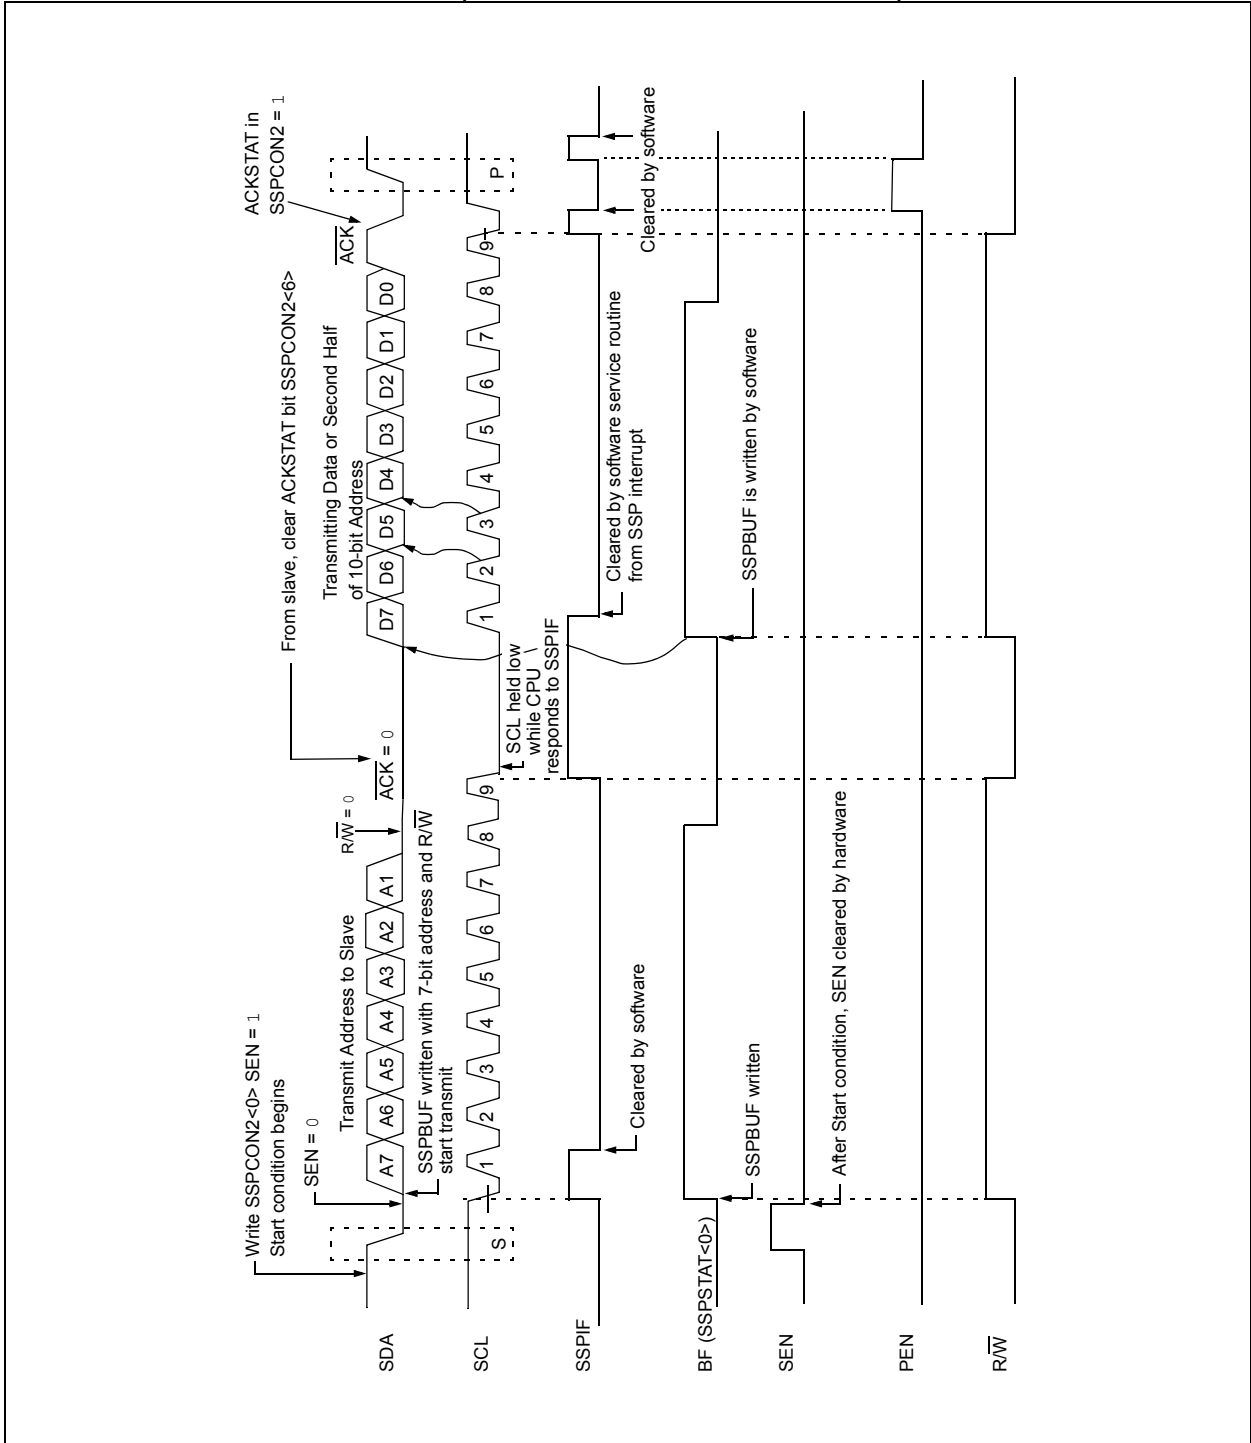 Write SSPCON2<0> SEN = 1
Start condition begins
SEN = 0
From slave, clear ACKSTAT bit SSPCON2<6>
ACKSTAT in
SSPCON2 = 1
Transmit Address to Slave
R/W = 0
ACK = 0
Transmitting Data or Second Half
of 10-bit Address
ACK
SDA
A7 A6 A5 A4 A3 A2 A1
D7 D6 D5 D4 D3 D2 D1 D0
SSPBUF written with 7-bit address and R/W
start transmit
SCL
S
1 2 3 4 5 6 7 8 9
1 2 3 4 5 6 7 8 9
P
SCL held low
while CPU
responds to SSPIF
SSPIF
Cleared by software
Cleared by software service routine
from SSP interrupt
Cleared by software
BF (SSPSTAT<0>)
SSPBUF written
SSPBUF is written by software
SEN
After Start condition, SEN cleared by hardware
PEN
R/W